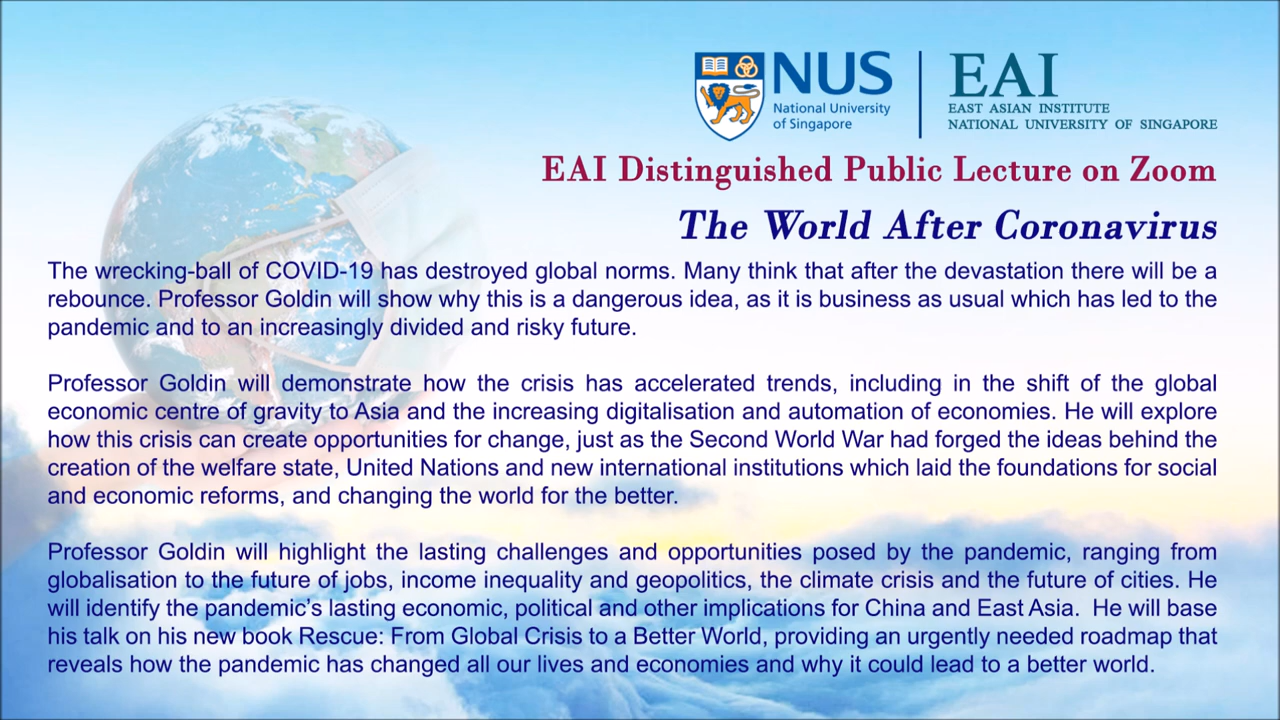 NUS
National University
of Singapore
EAI
EAST ASIAN INSTITUTE
NATIONAL UNIVERSITY OF SINGAPORE
EAI Distinguished Public Lecture on Zoom
The World After Coronavirus
The wrecking-ball of COVID-19 has destroyed global norms. Many think that after the devastation there will be a
rebounce. Professor Goldin will show why this is a dangerous idea, as it is business as usual which has led to the
pandemic and to an increasingly divided and risky future.
Professor Goldin will demonstrate how the crisis has accelerated trends, including in the shift of the global
economic centre of gravity to Asia and the increasing digitalisation and automation of economies. He will explore
how this crisis can create opportunities for change, just as the Second World War had forged the ideas behind the
creation of the welfare state, United Nations and new international institutions which laid the foundations for social
and economic reforms, and changing the world for the better.
Professor Goldin will highlight the lasting challenges and opportunities posed by the pandemic, ranging from
globalisation to the future of jobs, income inequality and geopolitics, the climate crisis and the future of cities. He
will identify the pandemic's lasting economic, political and other implications for China and East Asia. He will base
his talk on his new book Rescue: From Global Crisis to a Better World, providing an urgently needed roadmap that
reveals how the pandemic has changed all our lives and economies and why it could lead to a better world.